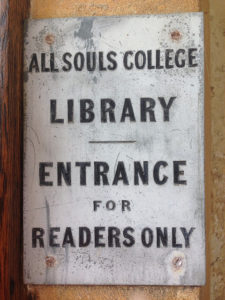 ALL SOULS COLLEGE
LIBRARY
ENTRANCE
FOR
READERS ONLY